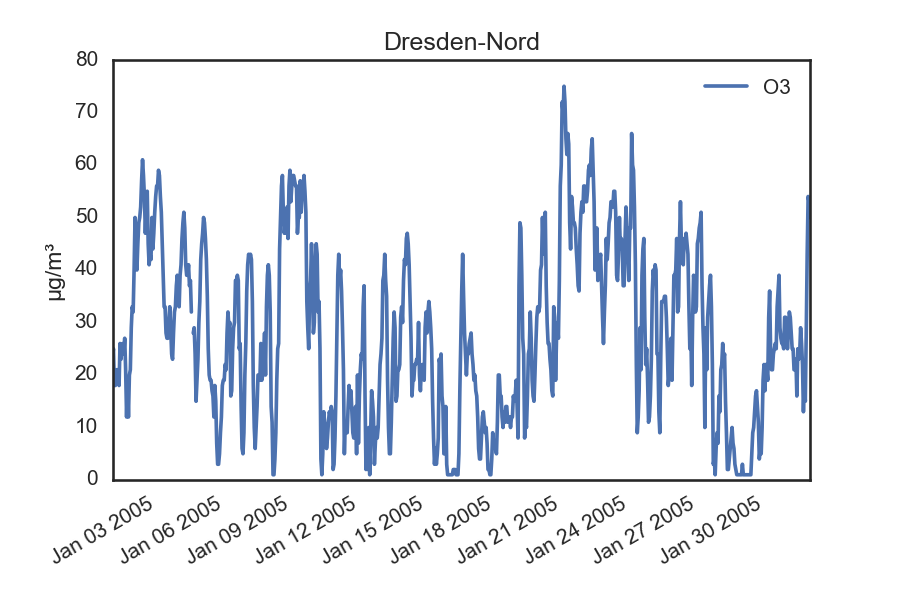 Dresden-Nord
O3
µg/m³
80
70
60
50
40
30
20
10
0
Jan 03 2005
Jan 06 2005
Jan 09 2005
Jan 12 2005
Jan 15 2005
Jan 18 2005
Jan 21 2005
Jan 24 2005
Jan 27 2005
Jan 30 2005